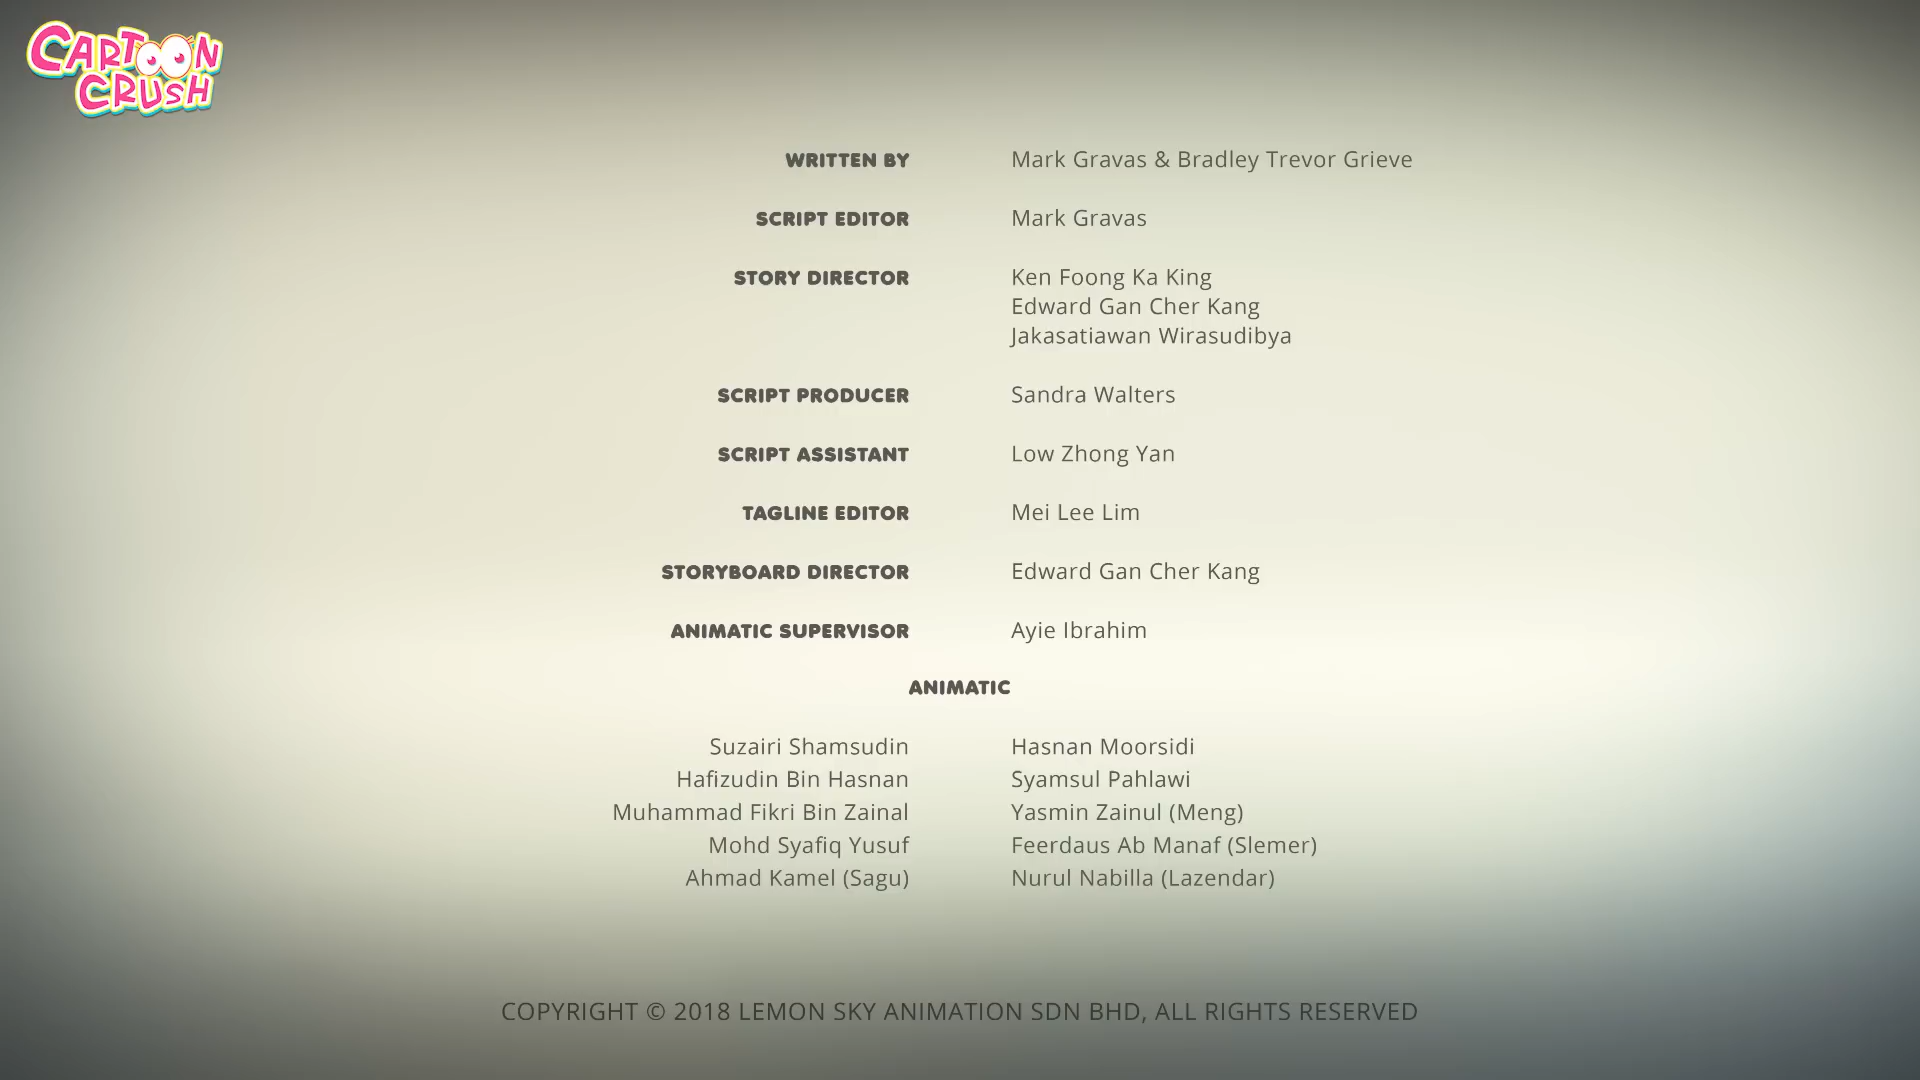 CARTOON
CRUSH
WRITTEN BY Mark Gravas & Bradley Trevor Grieve
SCRIPT EDITOR Mark Gravas
STORY DIRECTOR Ken Foong Ka King
Edward Gan Cher Kang
Jakasatiawan Wirasudibya
SCRIPT PRODUCER Sandra Walters
SCRIPT ASSISTANT Low Zhong Yan
TAGLINE EDITOR Mei Lee Lim
STORYBOARD DIRECTOR Edward Gan Cher Kang
ANIMATIC SUPERVISOR Ayie Ibrahim
ANIMATIC
Suzairi Shamsudin Hasnan Moorsidi
Hafizudin Bin Hasnan Syamsul Pahlawi
Muhammad Fikri Bin Zainal Yasmin Zainul (Meng)
Mohd Syafiq Yusuf Feerdaus Ab Manaf (Slemer)
Ahmad Kamel (Sagu) Nurul Nabilla (Lazendar)
COPYRIGHT © 2018 LEMON SKY ANIMATION SDN BHD, ALL RIGHTS RESERVED